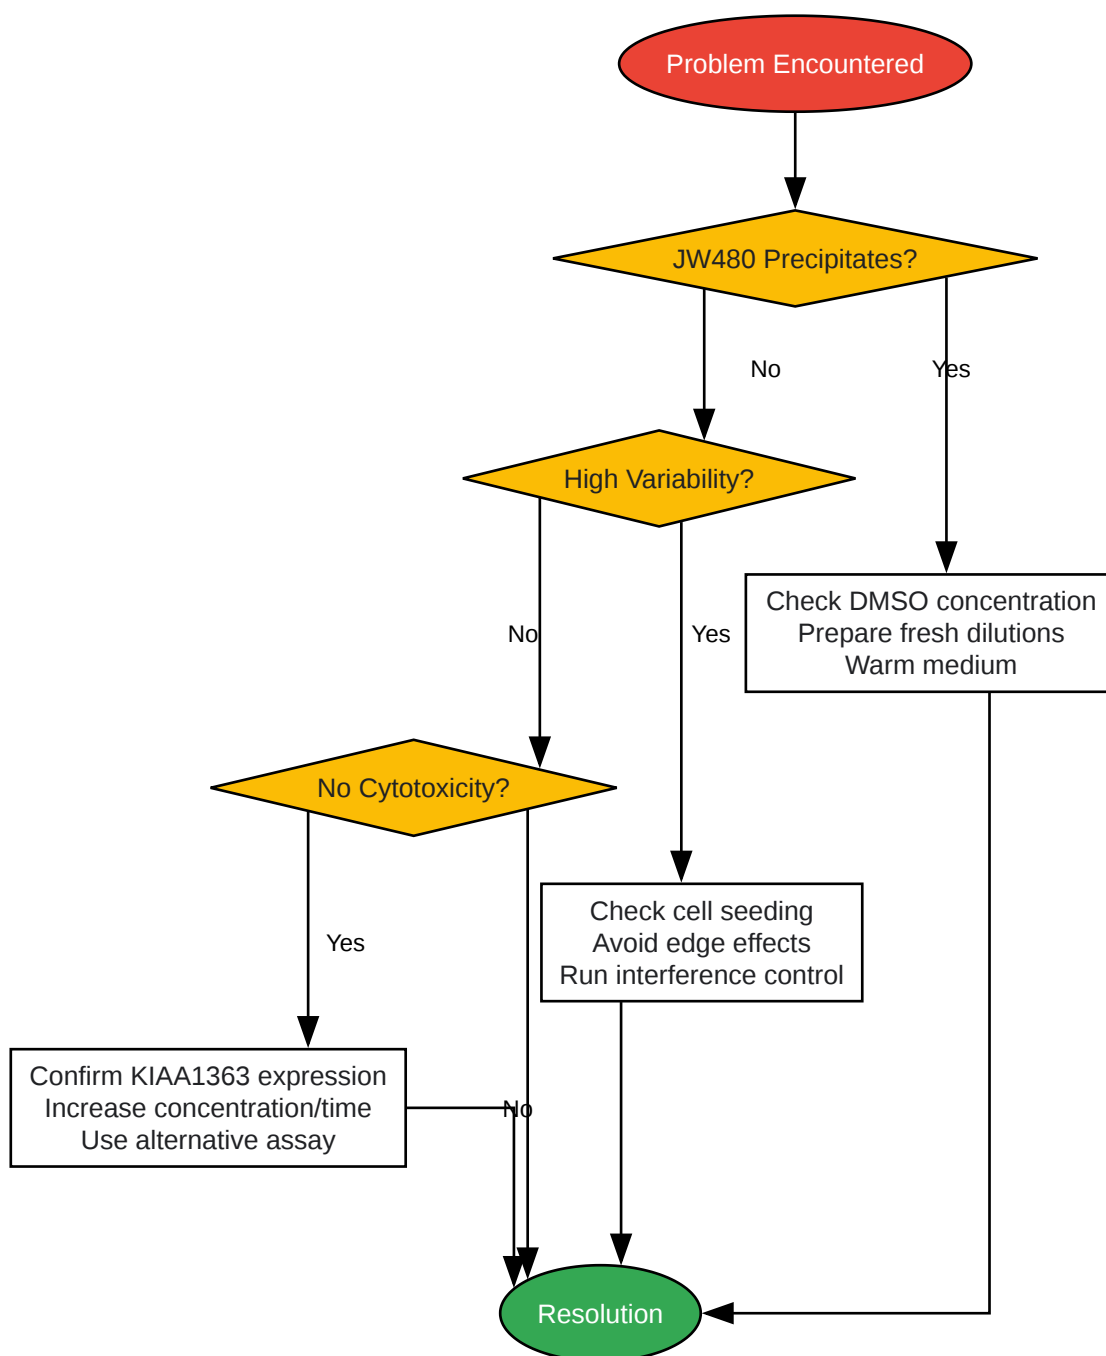 Problem Encountered
JW480 Precipitates?
No
Yes
High Variability?
Check DMSO concentration
Prepare fresh dilutions
Warm medium
No
Yes
No Cytotoxicity?
Check cell seeding
Avoid edge effects
Run interference control
Yes
Confirm KIAA1363 expression
Increase concentration/time
Use alternative assay
No
Resolution